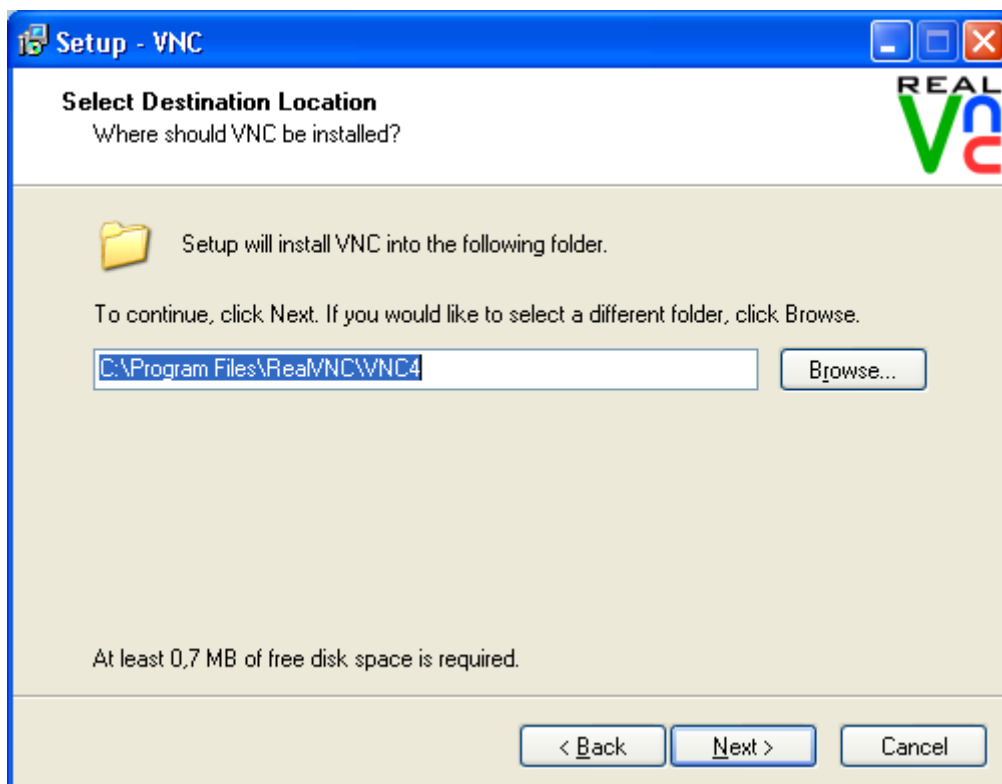 Setup - VNC
Select Destination Location
Where should VNC be installed?
REAL
VNC
Setup will install VNC into the following folder.
To continue, click Next. If you would like to select a different folder, click Browse.
C:\Program Files\RealVNC\VNC4
Browse...
At least 0,7 MB of free disk space is required.
< Back
Next >
Cancel